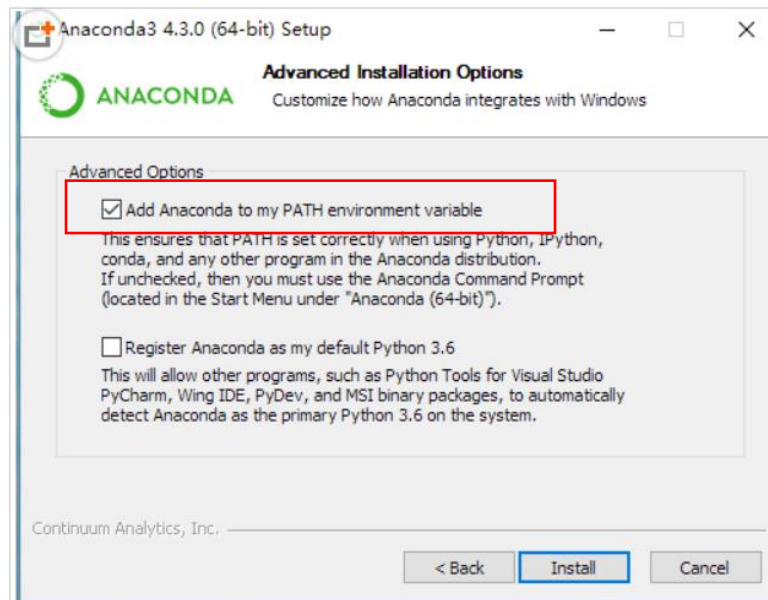 Anaconda3 4.3.0 (64-bit) Setup
Advanced Installation Options
ANACONDA
Customize how Anaconda integrates with Windows
Advanced Options
Add Anaconda to my PATH environment variable
This ensures that PATH is set correctly when using Python, IPython,
conda, and any other program in the Anaconda distribution.
If unchecked, then you must use the Anaconda Command Prompt
(located in the Start Menu under "Anaconda (64-bit)").
Register Anaconda as my default Python 3.6
This will allow other programs, such as Python Tools for Visual Studio
PyCharm, Wing IDE, PyDev, and MSI binary packages, to automatically
detect Anaconda as the primary Python 3.6 on the system.
Continuum Analytics, Inc.
< Back
Install
Cancel